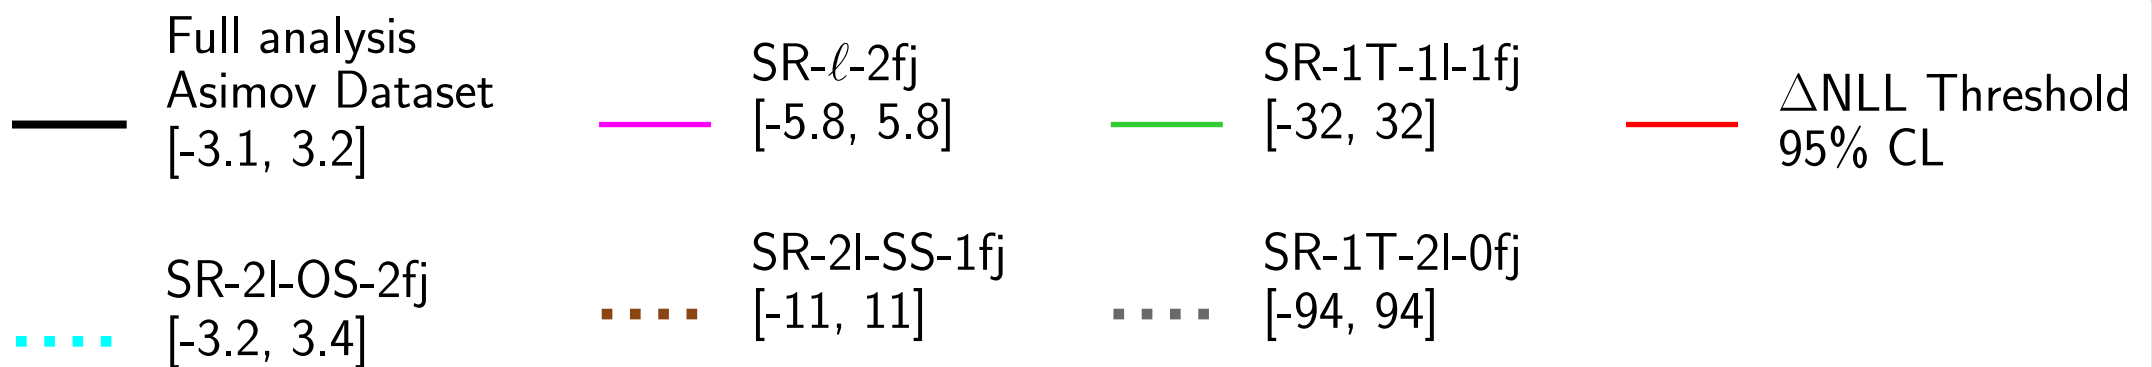 Full analysis
Asimov Dataset
[-3.1, 3.2]
SR-ℓ-2fj
[-5.8, 5.8]
SR-1T-1l-1fj
[-32, 32]
ΔNLL Threshold
95% CL
SR-2l-OS-2fj
[-3.2, 3.4]
SR-2l-SS-1fj
[-11, 11]
SR-1T-2l-0fj
[-94, 94]